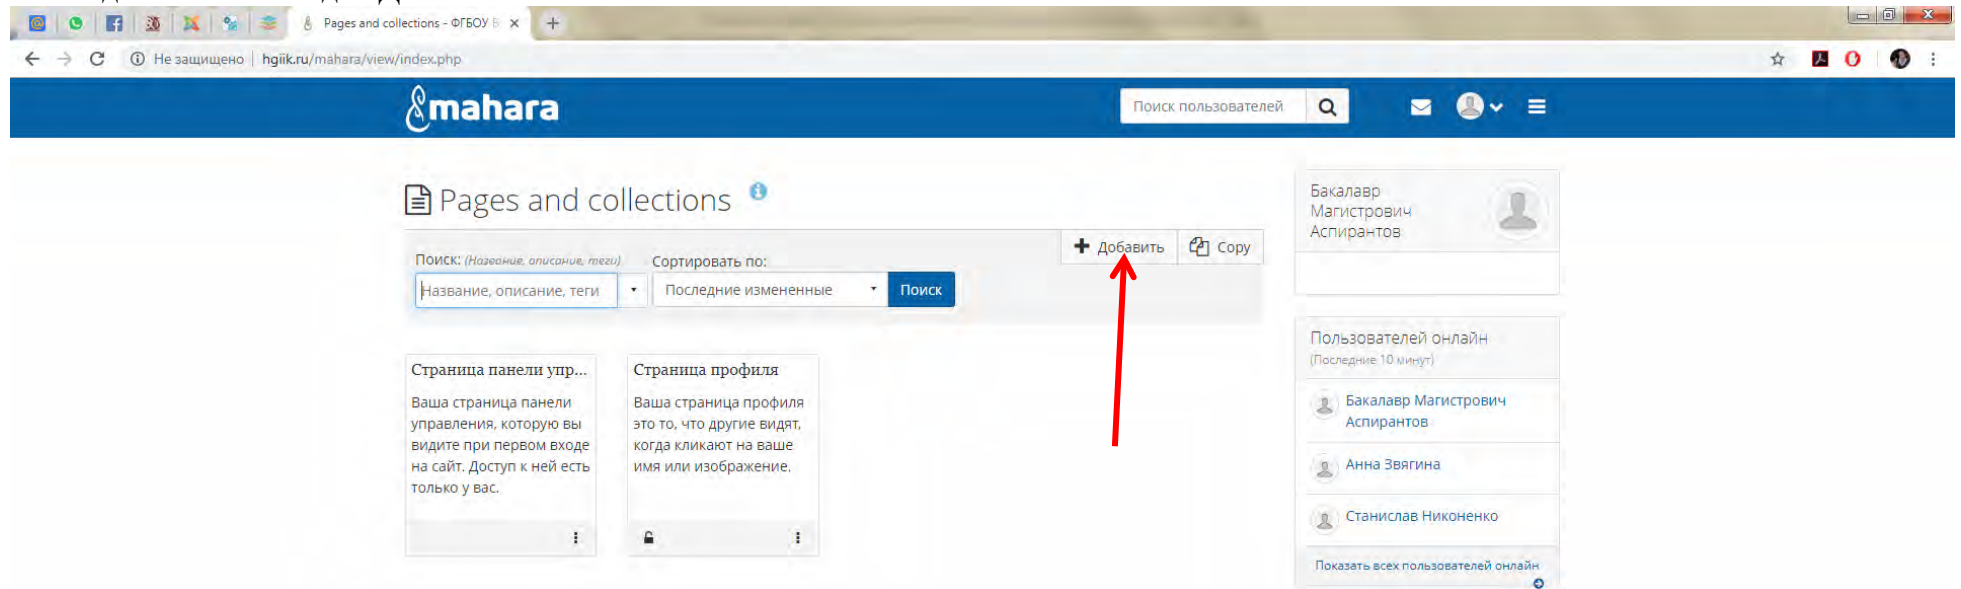 Pages and collections - ФГБОУ В
Не защищено | hgiik.ru/mahara/view/index.php
mahara
Поиск пользователей
Pages and collections
Добавить
Copy
Поиск: (Название, описание, теги)
Сортировать по:
Название, описание, теги
Последние измененные
Поиск
Страница панели упр...
Ваша страница панели
управления, которую вы
видите при первом входе
на сайт. Доступ к ней есть
только у вас.
Страница профиля
Ваша страница профиля
это то, что другие видят,
когда кликают на ваше
имя или изображение.
Бакалавр
Магистрович
Аспирантов
Пользователей онлайн
(Последние 10 минут)
Бакалавр Магистрович
Аспирантов
Анна Звягина
Станислав Никоненко
Показать всех пользователей онлайн